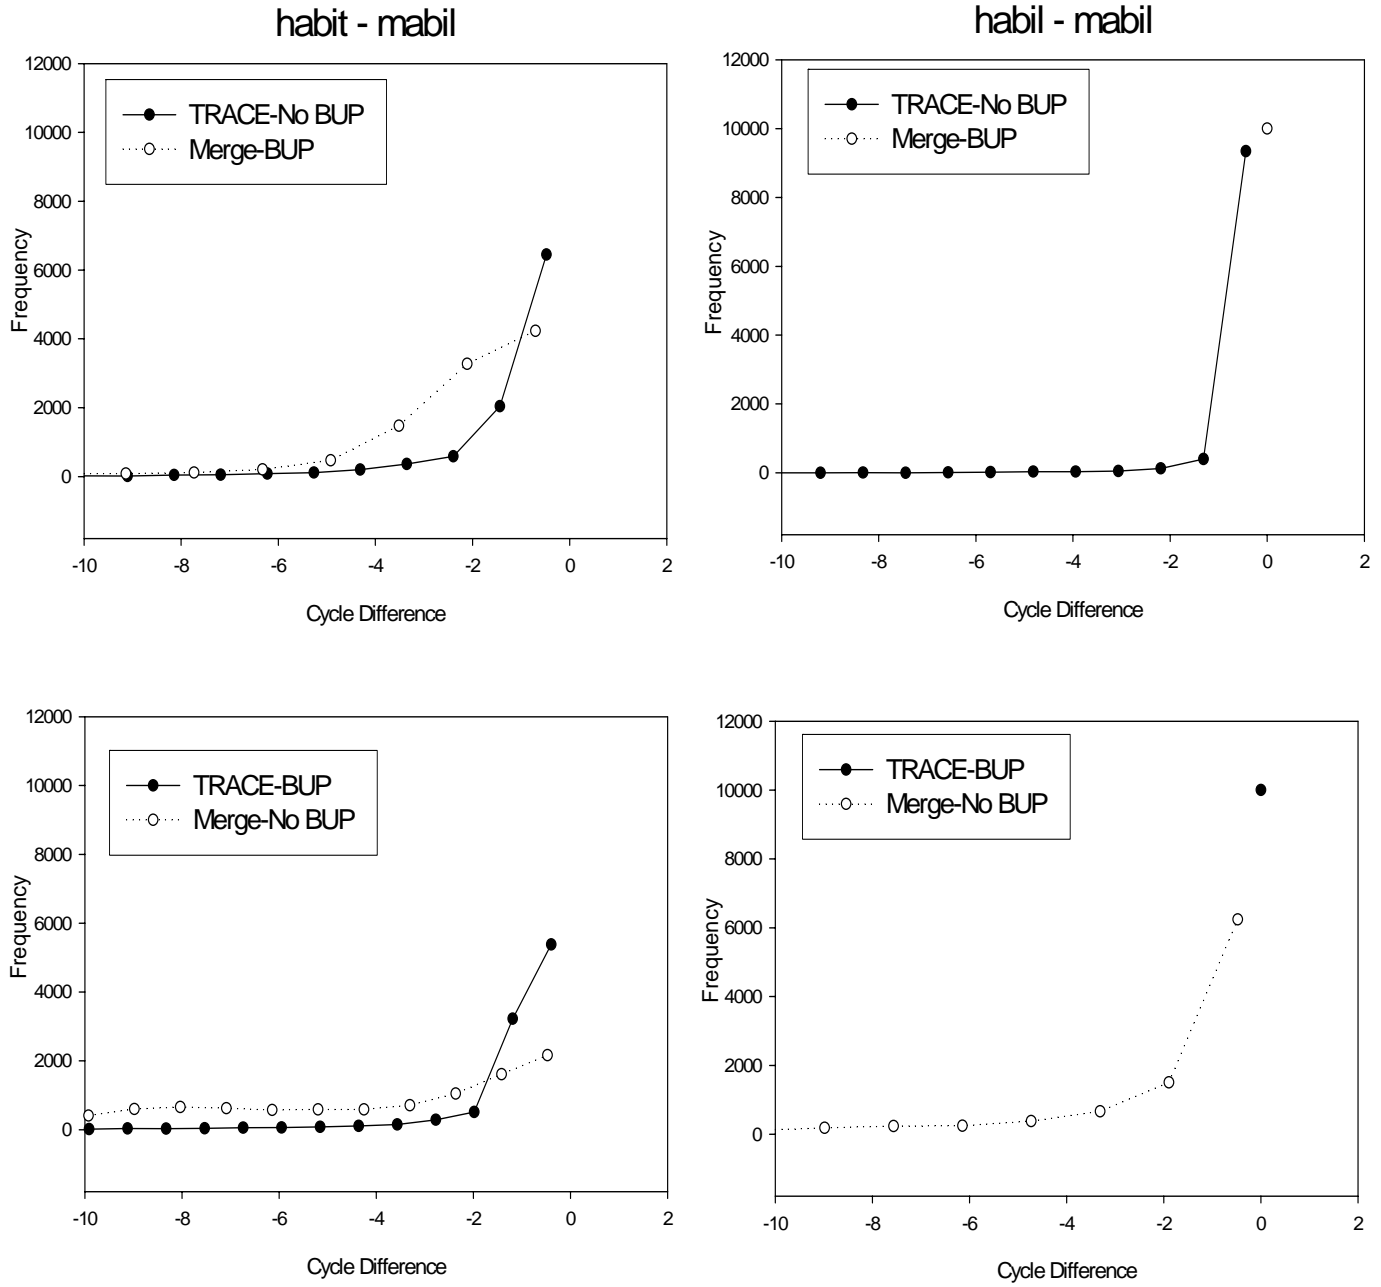 habit - mabil
12000
10000
8000
6000
4000
2000
0
Frequency
TRACE-No BUP
Merge-BUP
-10 -8 -6 -4 -2 0 2
Cycle Difference
habil - mabil
12000
10000
8000
6000
4000
2000
0
Frequency
TRACE-No BUP
Merge-BUP
-10 -8 -6 -4 -2 0 2
Cycle Difference
12000
10000
8000
6000
4000
2000
0
Frequency
TRACE-BUP
Merge-No BUP
-10 -8 -6 -4 -2 0 2
Cycle Difference
12000
10000
8000
6000
4000
2000
0
Frequency
TRACE-BUP
Merge-No BUP
-10 -8 -6 -4 -2 0 2
Cycle Difference